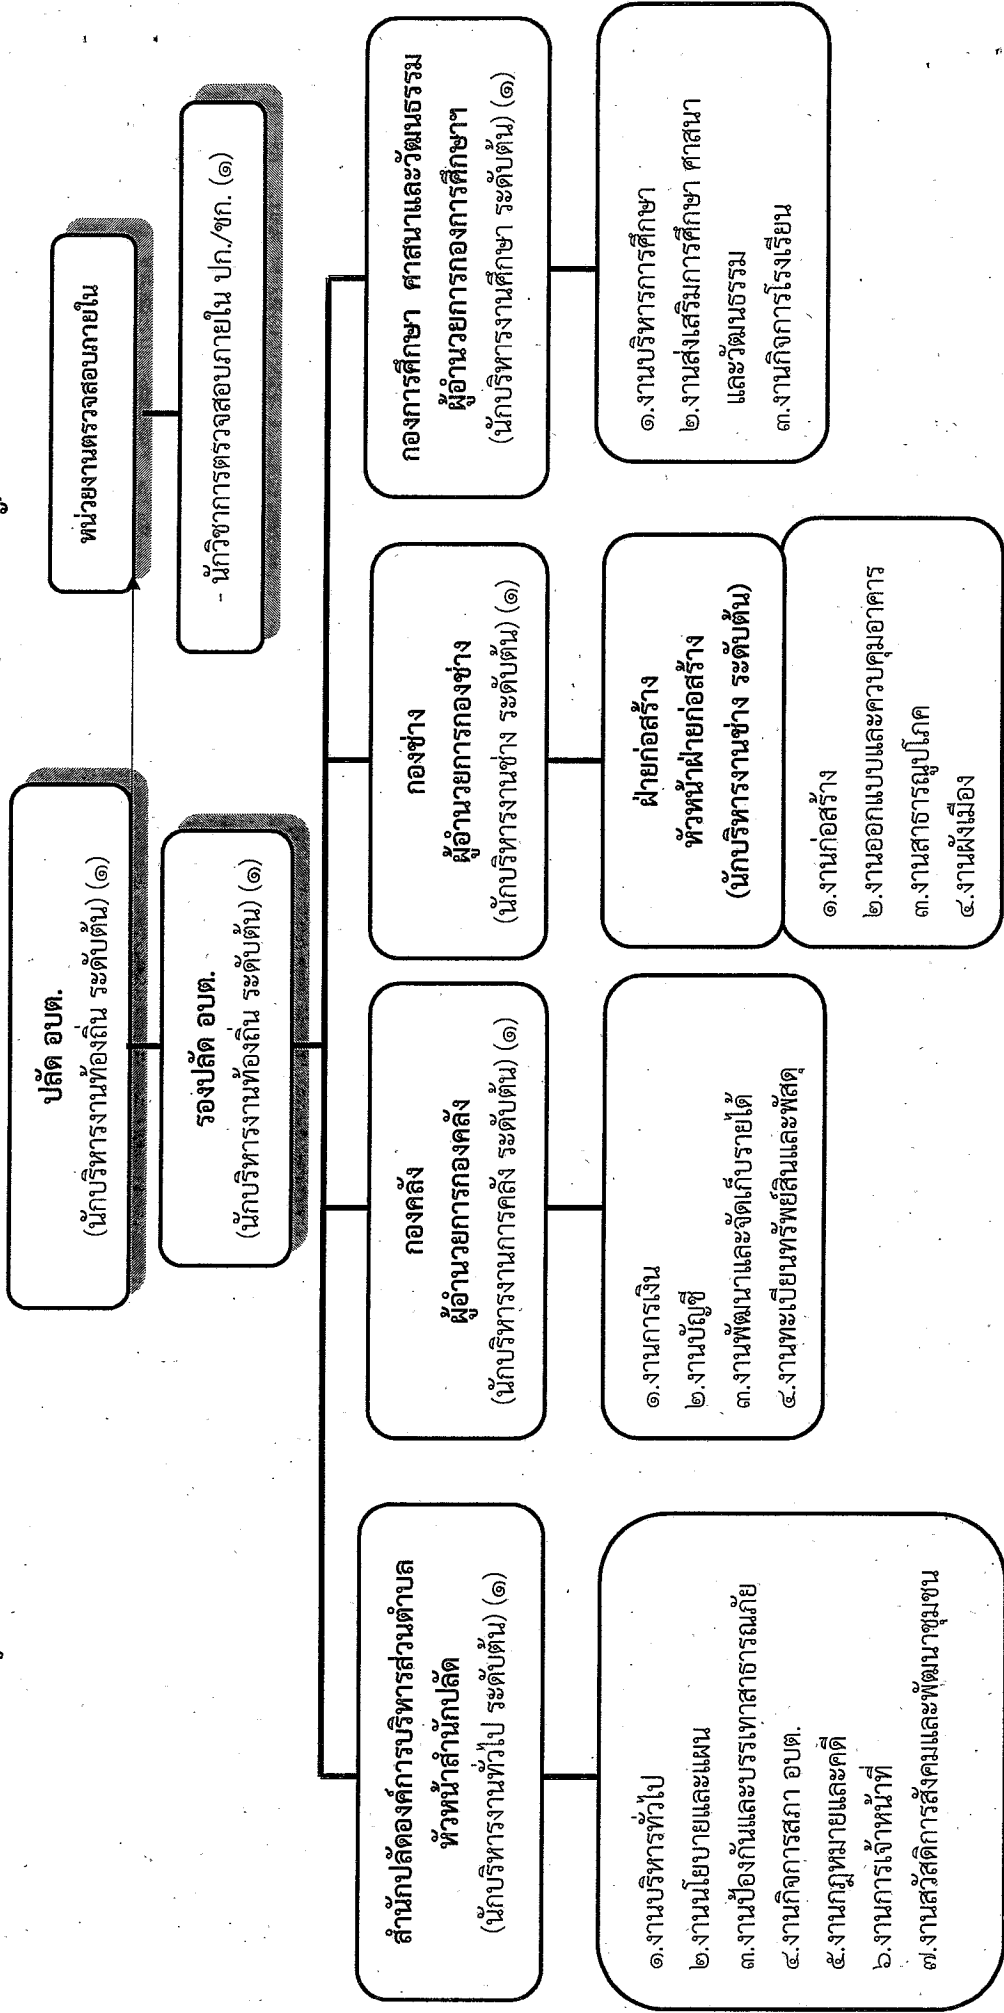 ปลัด อบต.
(นักบริหารงานท้องถิ่น ระดับต้น) (๑)
หน่วยงานตรวจสอบภายใน
- นักวิชาการตรวจสอบภายใน ปก./ชก. (๑)
รองปลัด อบต.
(นักบริหารงานท้องถิ่น ระดับต้น) (๑)
สำนักปลัดองค์การบริหารส่วนตำบล
หัวหน้าสำนักปลัด
(นักบริหารงานทั่วไป ระดับต้น) (๑)
กองคลัง
ผู้อำนวยการกองคลัง
(นักบริหารงานการคลัง ระดับต้น) (๑)
กองช่าง
ผู้อำนวยการกองช่าง
(นักบริหารงานช่าง ระดับต้น) (๑)
กองการศึกษา ศาสนาและวัฒนธรรม
ผู้อำนวยการกองการศึกษาฯ
(นักบริหารงานศึกษา ระดับต้น) (๑)
๑.งานบริหารทั่วไป
๒.งานนโยบายและแผน
๓.งานป้องกันและบรรเทาสาธารณภัย
๔.งานกิจการสภา อบต.
๕.งานกฎหมายและคดี
๖.งานการเจ้าหน้าที่
๗.งานสวัสดิการสังคมและพัฒนาชุมชน
๑.งานการเงิน
๒.งานบัญชี
๓.งานพัฒนาและจัดเก็บรายได้
๔.งานทะเบียนทรัพย์สินและพัสดุ
ฝ่ายก่อสร้าง
หัวหน้าฝ่ายก่อสร้าง
(นักบริหารงานช่าง ระดับต้น)
๑.งานก่อสร้าง
๒.งานออกแบบและควบคุมอาคาร
๓.งานสาธารณูปโภค
๔.งานผังเมือง
๑.งานบริหารการศึกษา
๒.งานส่งเสริมการศึกษา ศาสนา
และวัฒนธรรม
๓.งานกิจการโรงเรียน